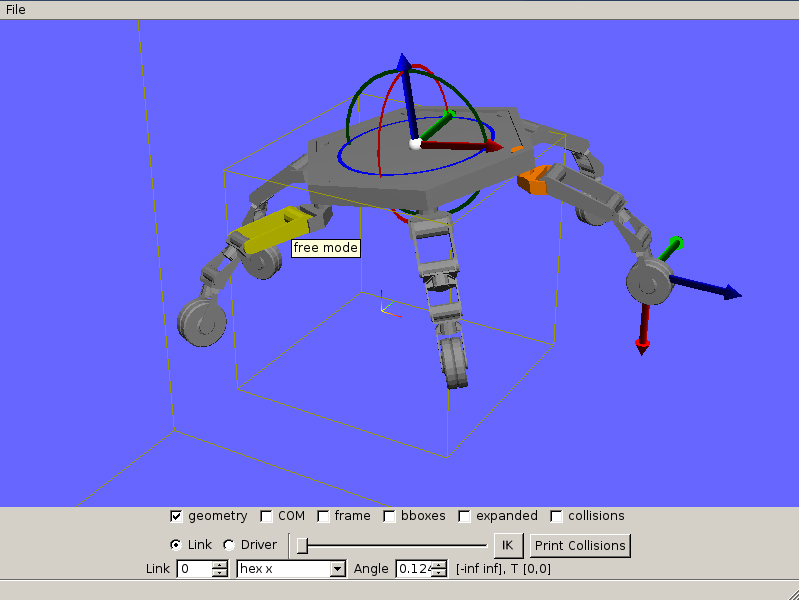 File
free mode
geometry COM frame bboxes expanded collisions
Link Driver IK Print Collisions
Link 0 hex x Angle 0.124 [-inf inf], T [0,0]